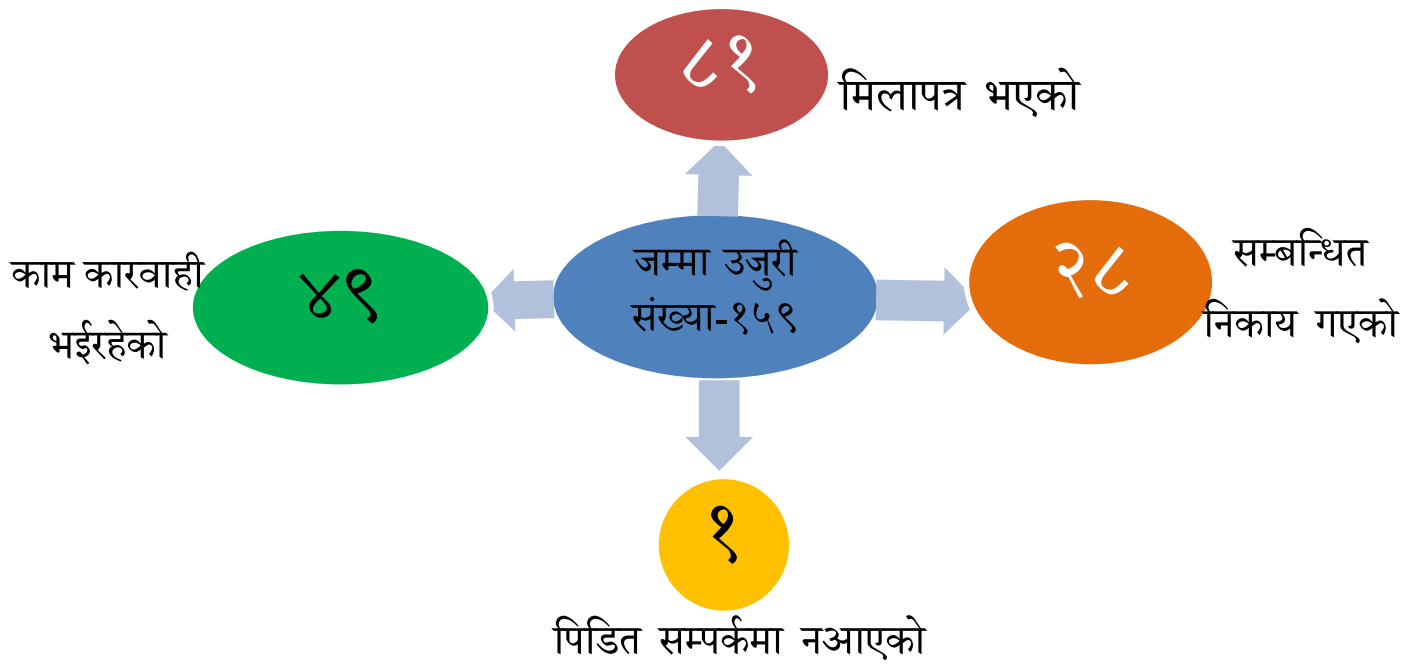 ८१
मिलापत्र भएको
जम्मा उजुरी
संख्या-१५९
काम कारवाही
भईरहेको
४९
२८
सम्बन्धित
निकाय गएको
१
पिडित सम्पर्कमा नआएको